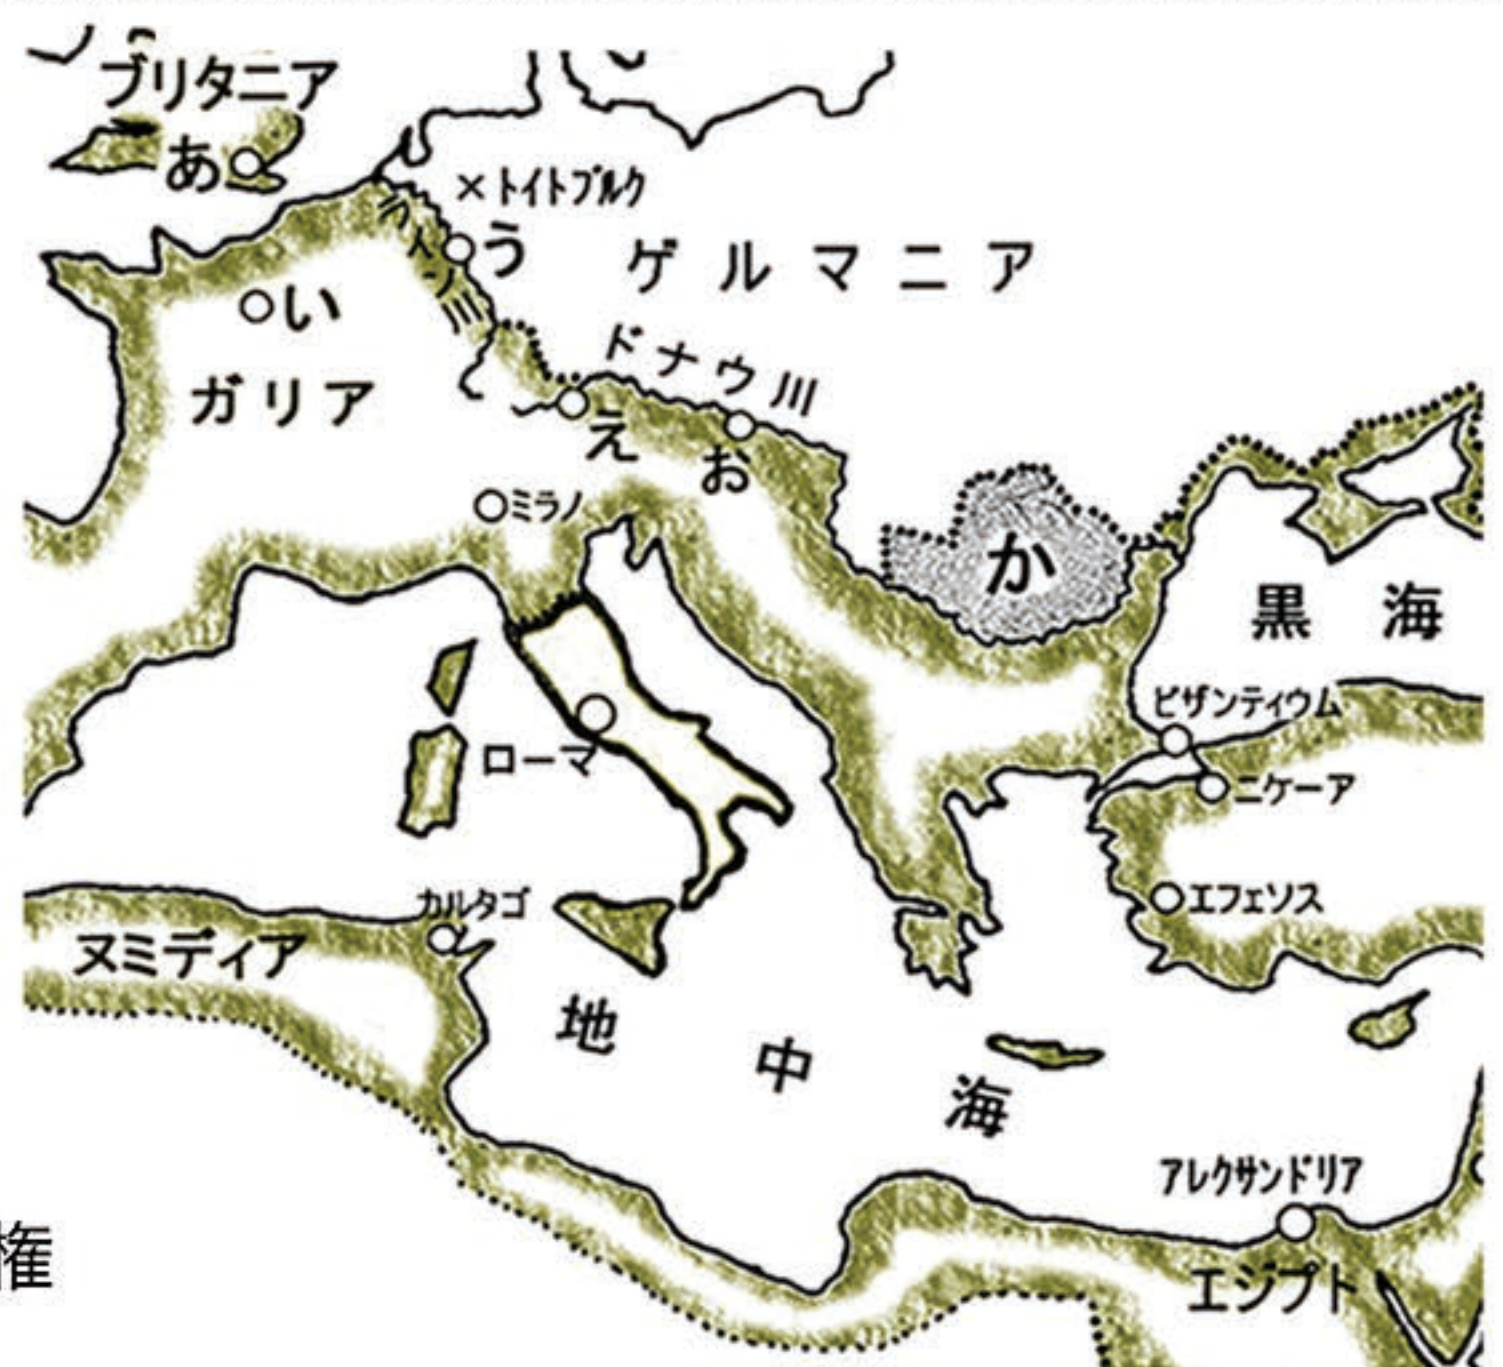 ブリタニア
あ
×トイトブルク
ライン川
う
ゲルマニア
い
ドナウ川
ガリア
え
お
ミラノ
か
黒海
ビザンティウム
ローマ
ニケーア
カルタゴ
エフェソス
ヌミディア
地中海
アレクサンドリア
権
エジプト